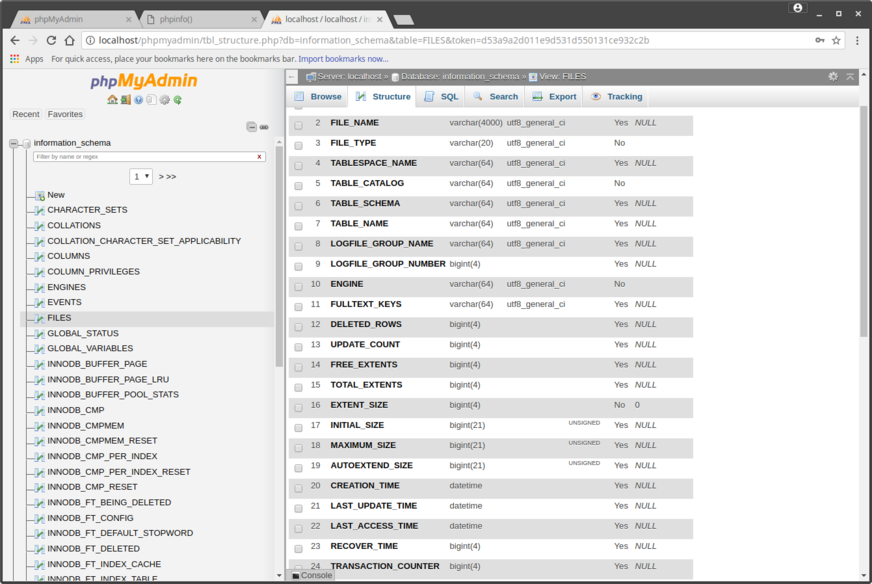 phpMyAdmin
phpinfo()
localhost / localhost / in
localhost/phpmyadmin/tbl_structure.php?db=information_schema&table=FILES&token=d53a9a2d011e9d531d550131ce932c2b
Apps For quick access, place your bookmarks here on the bookmarks bar. Import bookmarks now...
phpMyAdmin
Recent Favorites
information_schema
Filter by name or regex X
1 > >>
New
CHARACTER_SETS
COLLATIONS
COLLATION_CHARACTER_SET_APPLICABILITY
COLUMNS
COLUMN_PRIVILEGES
ENGINES
EVENTS
FILES
GLOBAL_STATUS
GLOBAL_VARIABLES
INNODB_BUFFER_PAGE
INNODB_BUFFER_PAGE_LRU
INNODB_BUFFER_POOL_STATS
INNODB_CMP
INNODB_CMPMEM
INNODB_CMPMEM_RESET
INNODB_CMP_PER_INDEX
INNODB_CMP_PER_INDEX_RESET
INNODB_CMP_RESET
INNODB_FT_BEING_DELETED
INNODB_FT_CONFIG
INNODB_FT_DEFAULT_STOPWORD
INNODB_FT_DELETED
INNODB_FT_INDEX_CACHE
INNODB_FT_INDEX_TABLE
Server: localhost » Database: information_schema » View: FILES
Browse Structure SQL Search Export Tracking
2 FILE_NAME varchar(4000) utf8_general_ci Yes NULL
3 FILE_TYPE varchar(20) utf8_general_ci No
4 TABLESPACE_NAME varchar(64) utf8_general_ci Yes NULL
5 TABLE_CATALOG varchar(64) utf8_general_ci No
6 TABLE_SCHEMA varchar(64) utf8_general_ci Yes NULL
7 TABLE_NAME varchar(64) utf8_general_ci Yes NULL
8 LOGFILE_GROUP_NAME varchar(64) utf8_general_ci Yes NULL
9 LOGFILE_GROUP_NUMBER bigint(4) Yes NULL
10 ENGINE varchar(64) utf8_general_ci No
11 FULLTEXT_KEYS varchar(64) utf8_general_ci Yes NULL
12 DELETED_ROWS bigint(4) Yes NULL
13 UPDATE_COUNT bigint(4) Yes NULL
14 FREE_EXTENTS bigint(4) Yes NULL
15 TOTAL_EXTENTS bigint(4) Yes NULL
16 EXTENT_SIZE bigint(4) No 0
17 INITIAL_SIZE bigint(21) UNSIGNED Yes NULL
18 MAXIMUM_SIZE bigint(21) UNSIGNED Yes NULL
19 AUTOEXTEND_SIZE bigint(21) UNSIGNED Yes NULL
20 CREATION_TIME datetime Yes NULL
21 LAST_UPDATE_TIME datetime Yes NULL
22 LAST_ACCESS_TIME datetime Yes NULL
23 RECOVER_TIME bigint(4) Yes NULL
24 TRANSACTION_COUNTER bigint(4) Yes NULL
Console